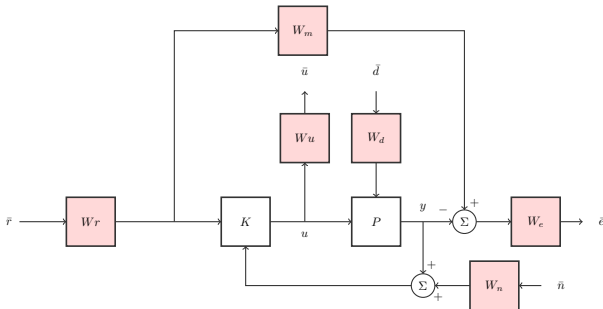 W_m
ū
d̄
Wu
W_d
r̄
Wr
K
u
P
y
−
+
Σ
W_e
ē
+
Σ
+
W_n
n̄